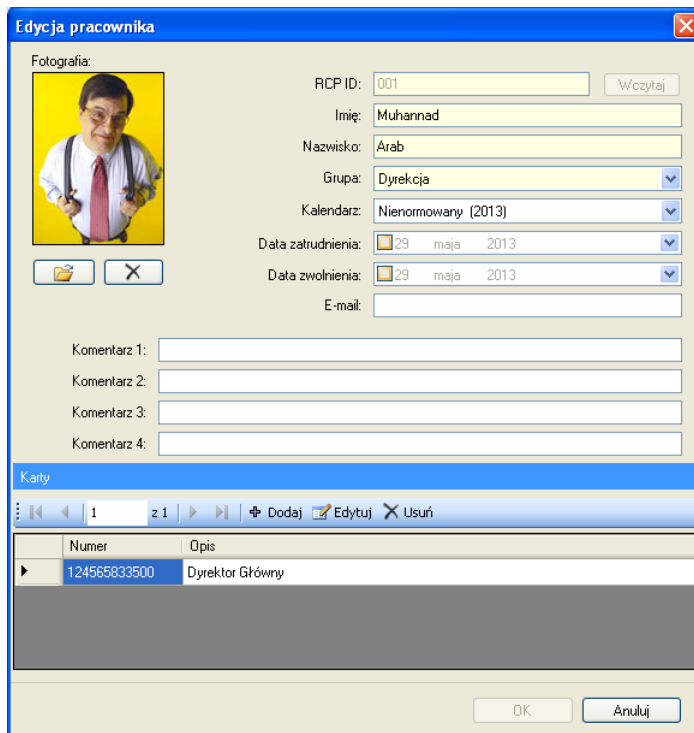 Edycja pracownika
Fotografia:
RCP ID: 001 Wczytaj
Imię: Muhannad
Nazwisko: Arab
Grupa: Dyrekcja
Kalendarz: Nienormowany (2013)
Data zatrudnienia: 29 maja 2013
Data zwolnienia: 29 maja 2013
E-mail:
Komentarz 1:
Komentarz 2:
Komentarz 3:
Komentarz 4:
Karty
1 z 1 Dodaj Edytuj Usuń
Numer Opis
124565833500 Dyrektor Główny
OK Anuluj